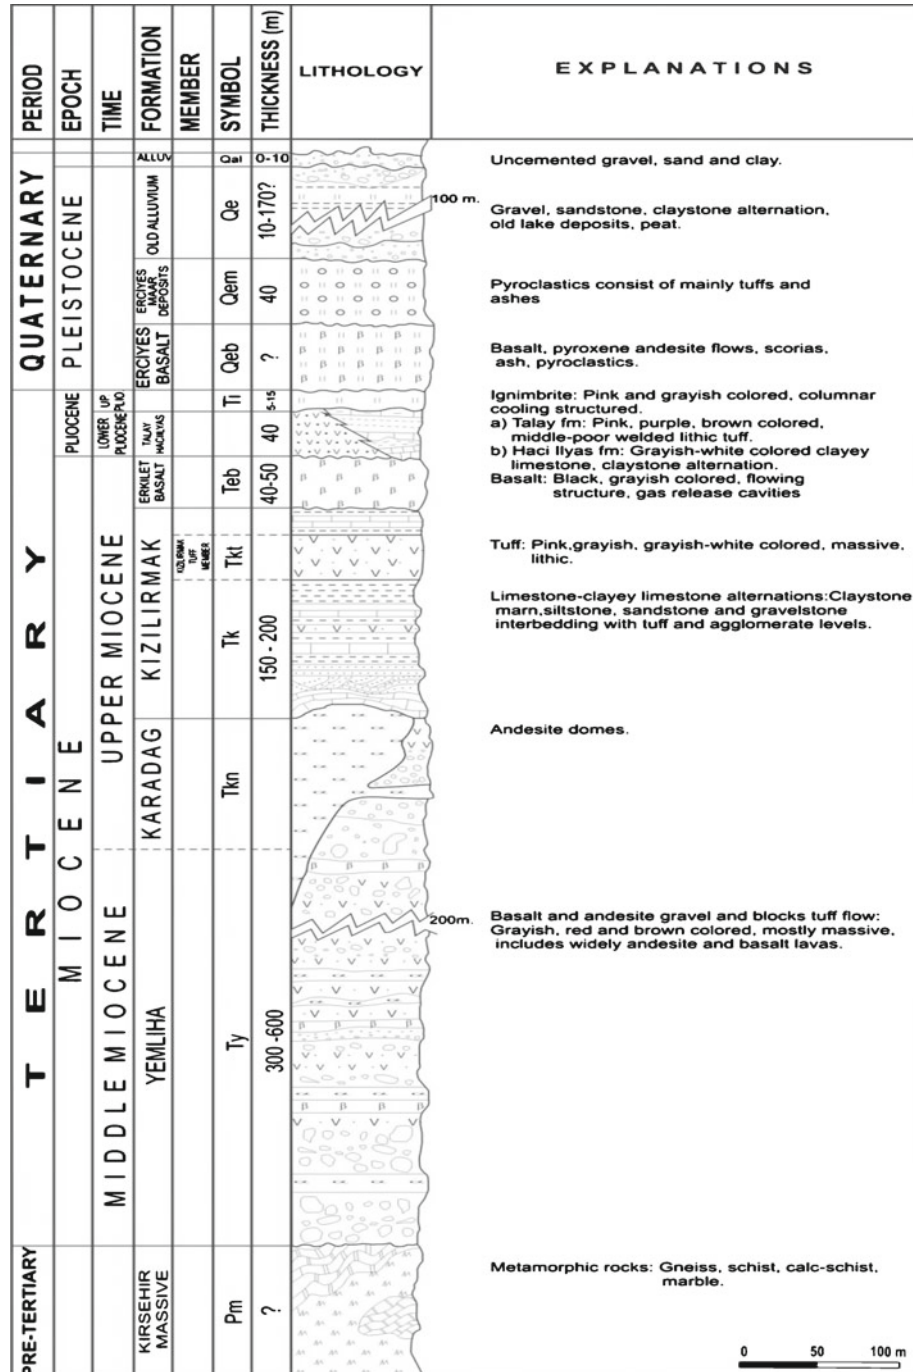 PERIOD
EPOCH
TIME
FORMATION
MEMBER
SYMBOL
THICKNESS (m)
LITHOLOGY
EXPLANATIONS
QUATERNARY
PLEISTOCENE
ALLUV
Qal
0-10
Uncemented gravel, sand and clay.
OLD ALLUVIUM
Qe
10-170?
100 m.
Gravel, sandstone, claystone alternation,
old lake deposits, peat.
ERCIYES
MAAR
DEPOSITS
Qem
40
Pyroclastics consist of mainly tuffs and
ashes
ERCIYES
BASALT
Qeb
?
Basalt, pyroxene andesite flows, scorias,
ash, pyroclastics.
TERTIARY
PLIOCENE
UP
PLIO
Ti
5-15
Ignimbrite: Pink and grayish colored, columnar
cooling structured.
LOWER
PLIOCENE
TALAY
HACILYAS
40
a) Talay fm: Pink, purple, brown colored,
middle-poor welded lithic tuff.
b) Haci Ilyas fm: Grayish-white colored clayey
limestone, claystone alternation.
MIOCENE
UPPER MIOCENE
ERKILET
BASALT
Teb
40-50
Basalt: Black, grayish colored, flowing
structure, gas release cavities
KIZILIRMAK
KIZILIRMAK
TUFF
MEMBER
Tkt
Tuff: Pink,grayish, grayish-white colored, massive,
lithic.
Tk
150 - 200
Limestone-clayey limestone alternations:Claystone
marn,siltstone, sandstone and gravelstone
interbedding with tuff and agglomerate levels.
KARADAG
Tkn
Andesite domes.
MIDDLE MIOCENE
YEMLIHA
Ty
300-600
200m.
Basalt and andesite gravel and blocks tuff flow:
Grayish, red and brown colored, mostly massive,
includes widely andesite and basalt lavas.
PRE-TERTIARY
KIRSEHIR
MASSIVE
Pm
?
Metamorphic rocks: Gneiss, schist, calc-schist,
marble.
0 50 100 m